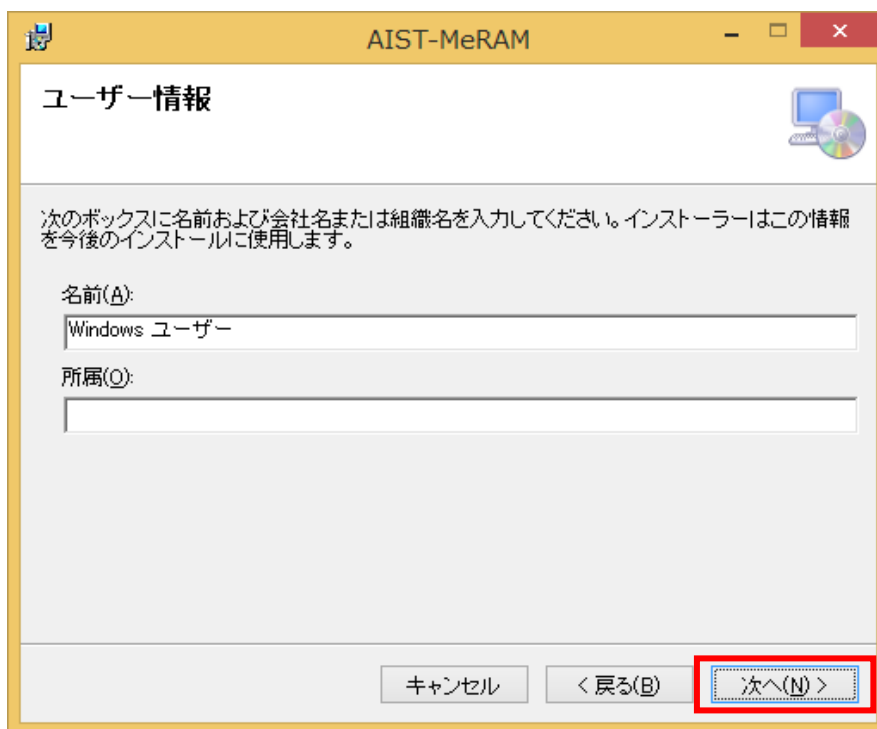 AIST-MeRAM
ユーザー情報
次のボックスに名前および会社名または組織名を入力してください。インストーラーはこの情報
を今後のインストールに使用します。
名前(A):
Windows ユーザー
所属(O):
キャンセル
< 戻る(B)
次へ(N) >